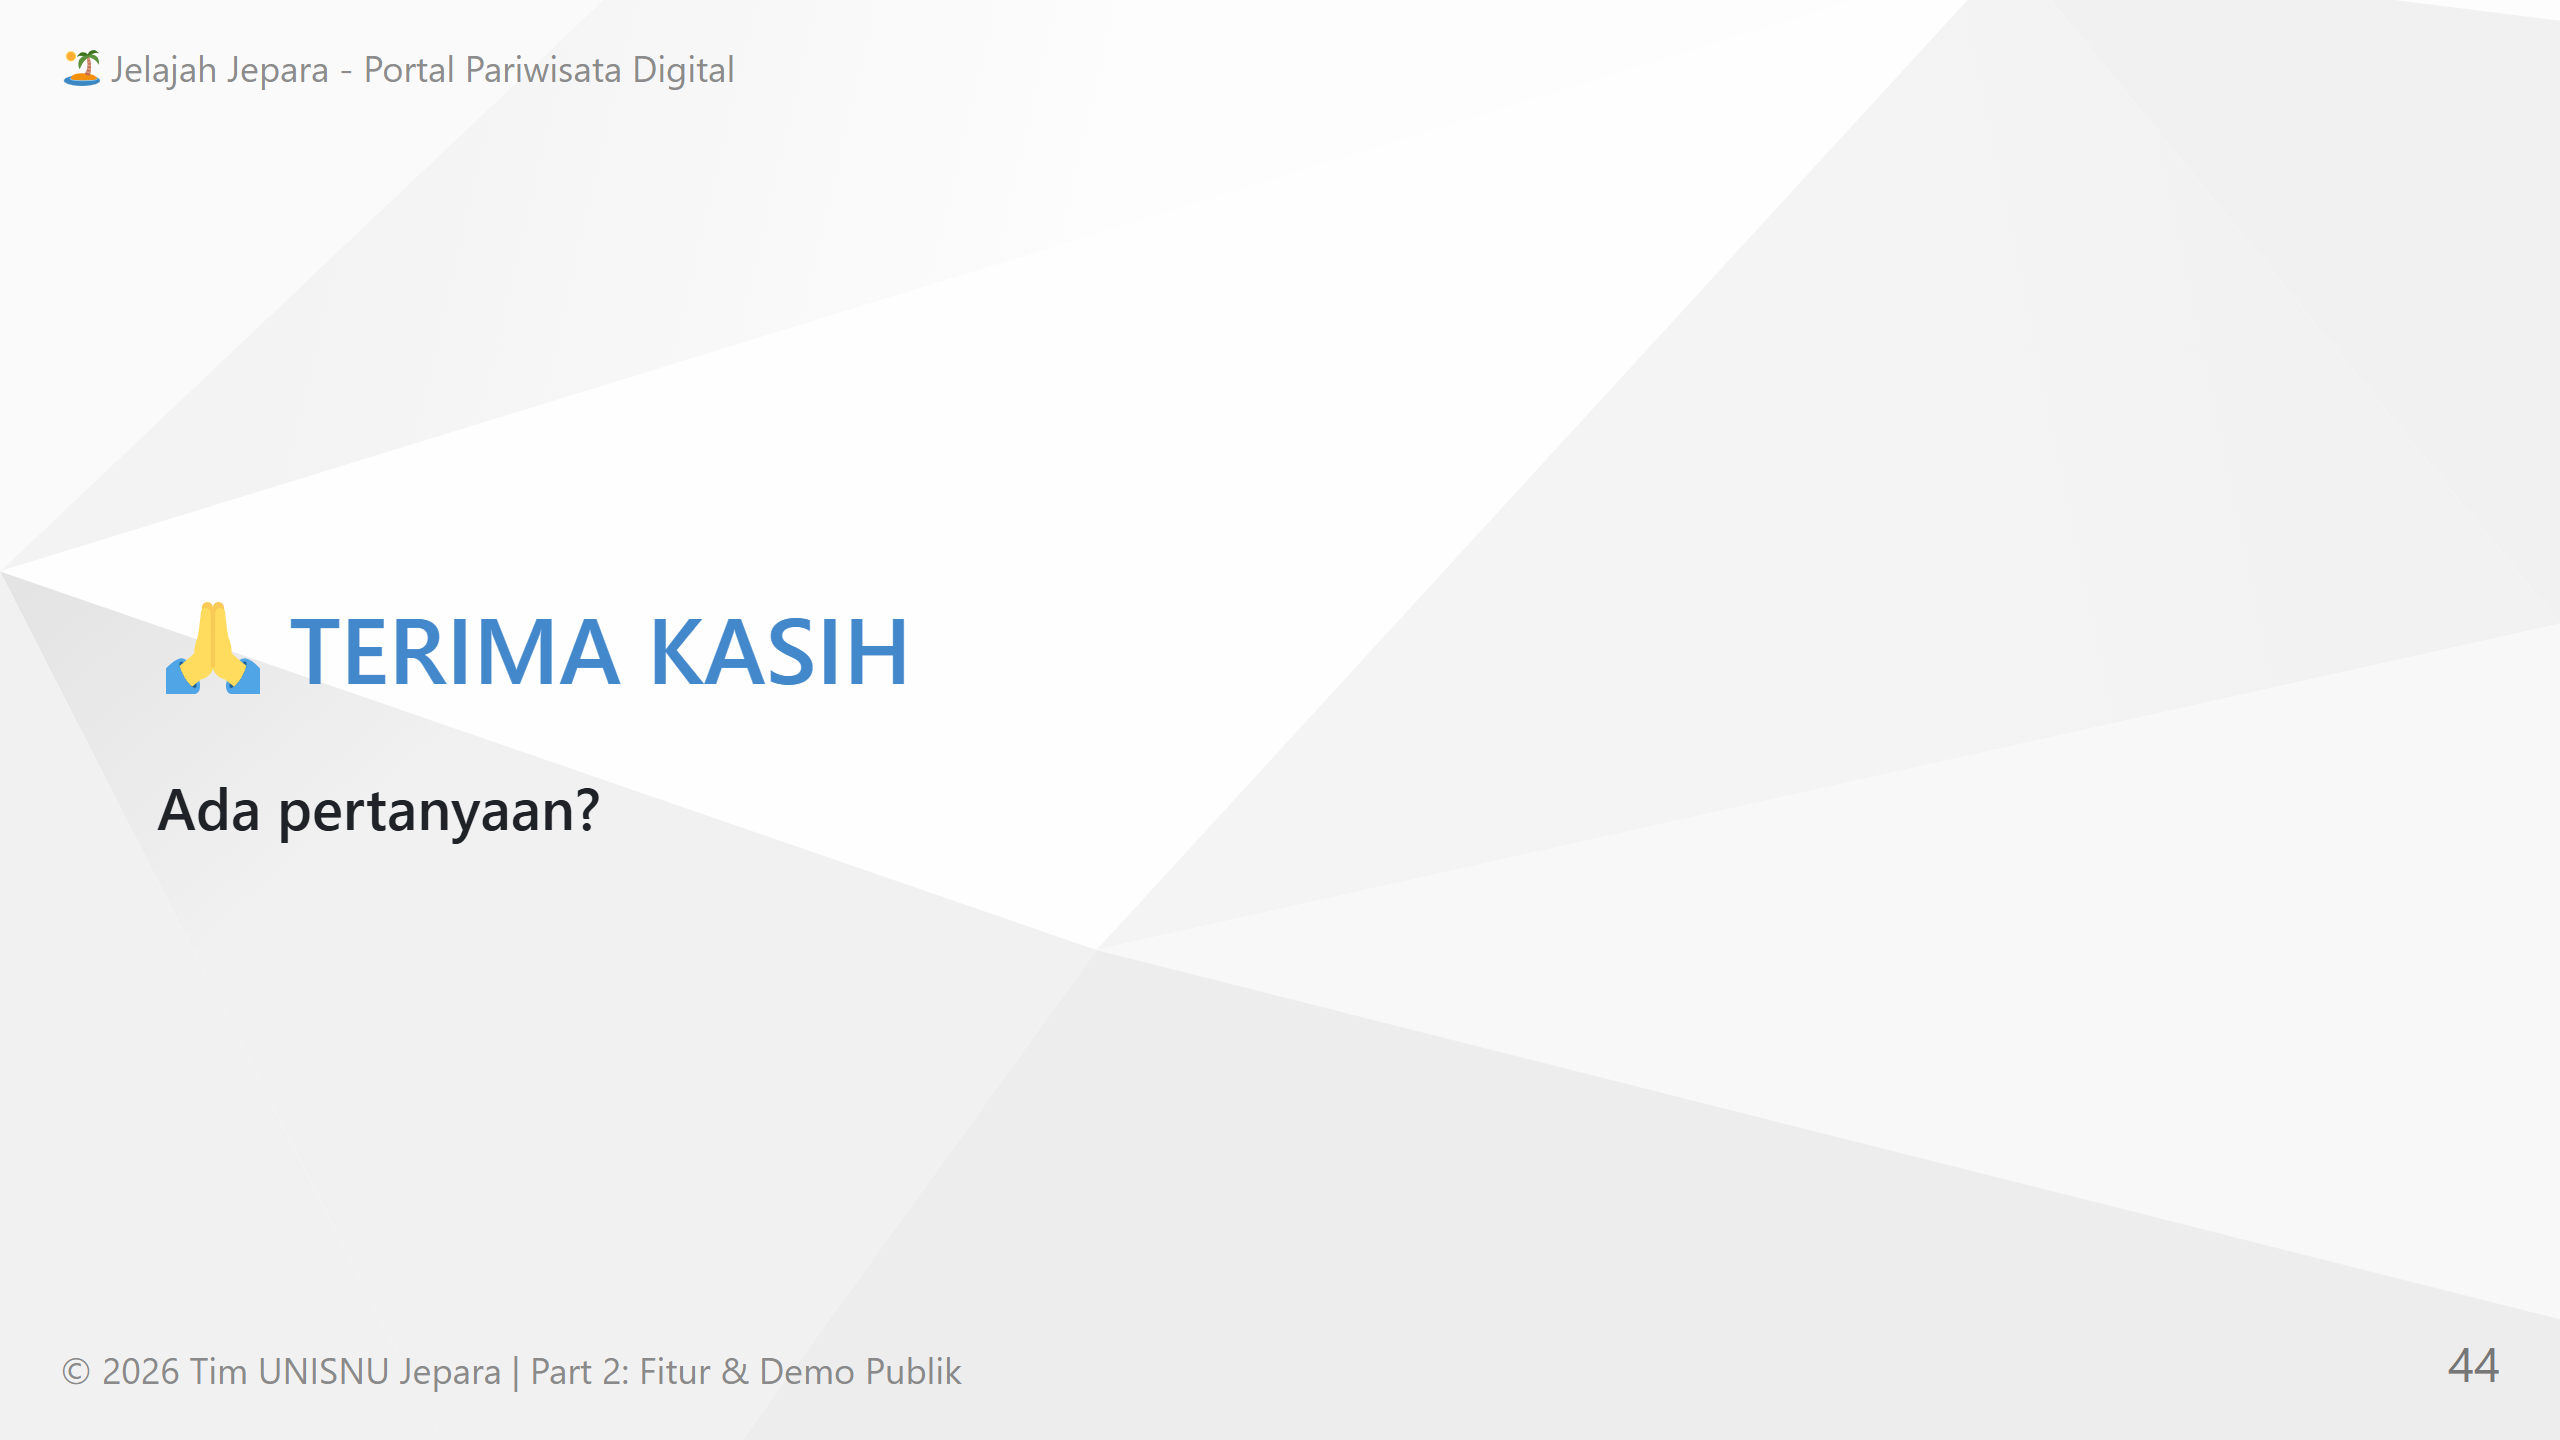 🏝️ Jelajah Jepara - Portal Pariwisata Digital
🙏 TERIMA KASIH
Ada pertanyaan?
© 2026 Tim UNISNU Jepara | Part 2: Fitur & Demo Publik
44